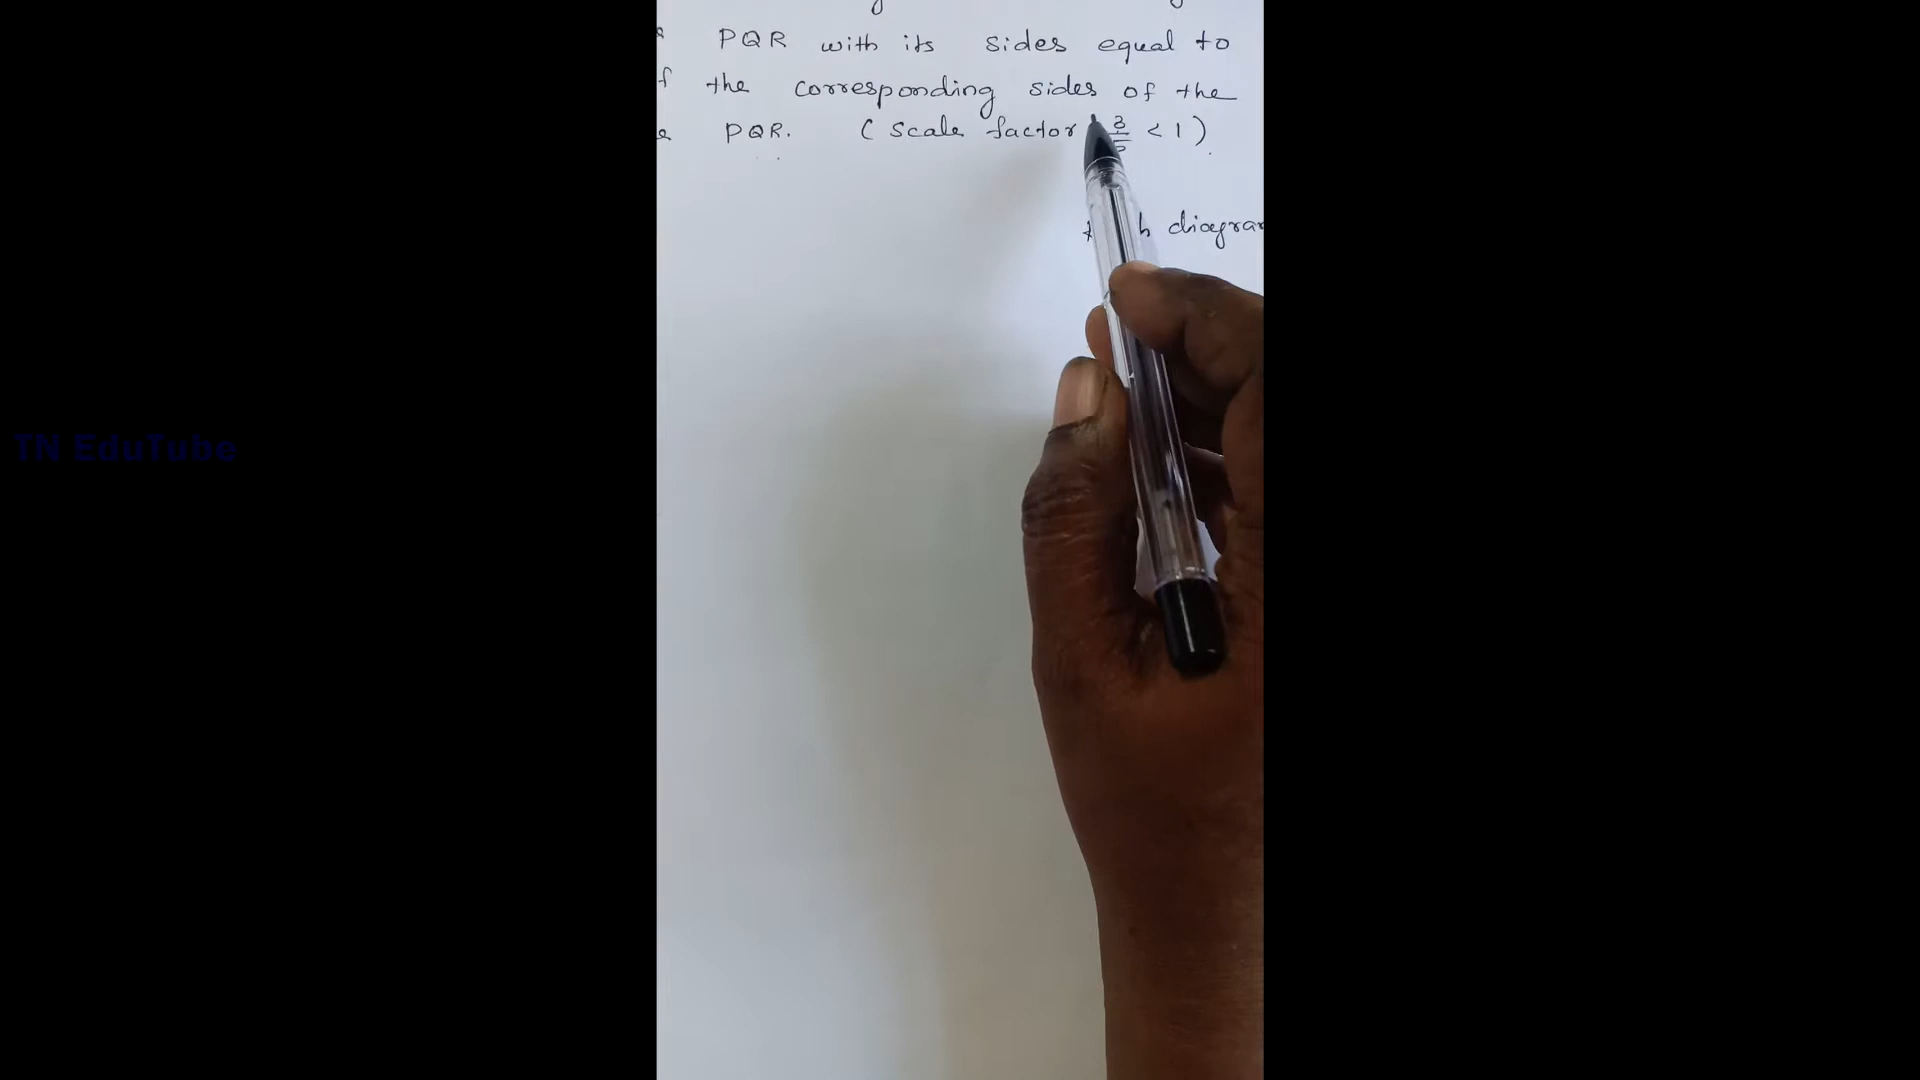 PQR with its sides equal to
f the corresponding sides of the
PQR. (scale factor 3/5 < 1)
diagram
TN EduTube